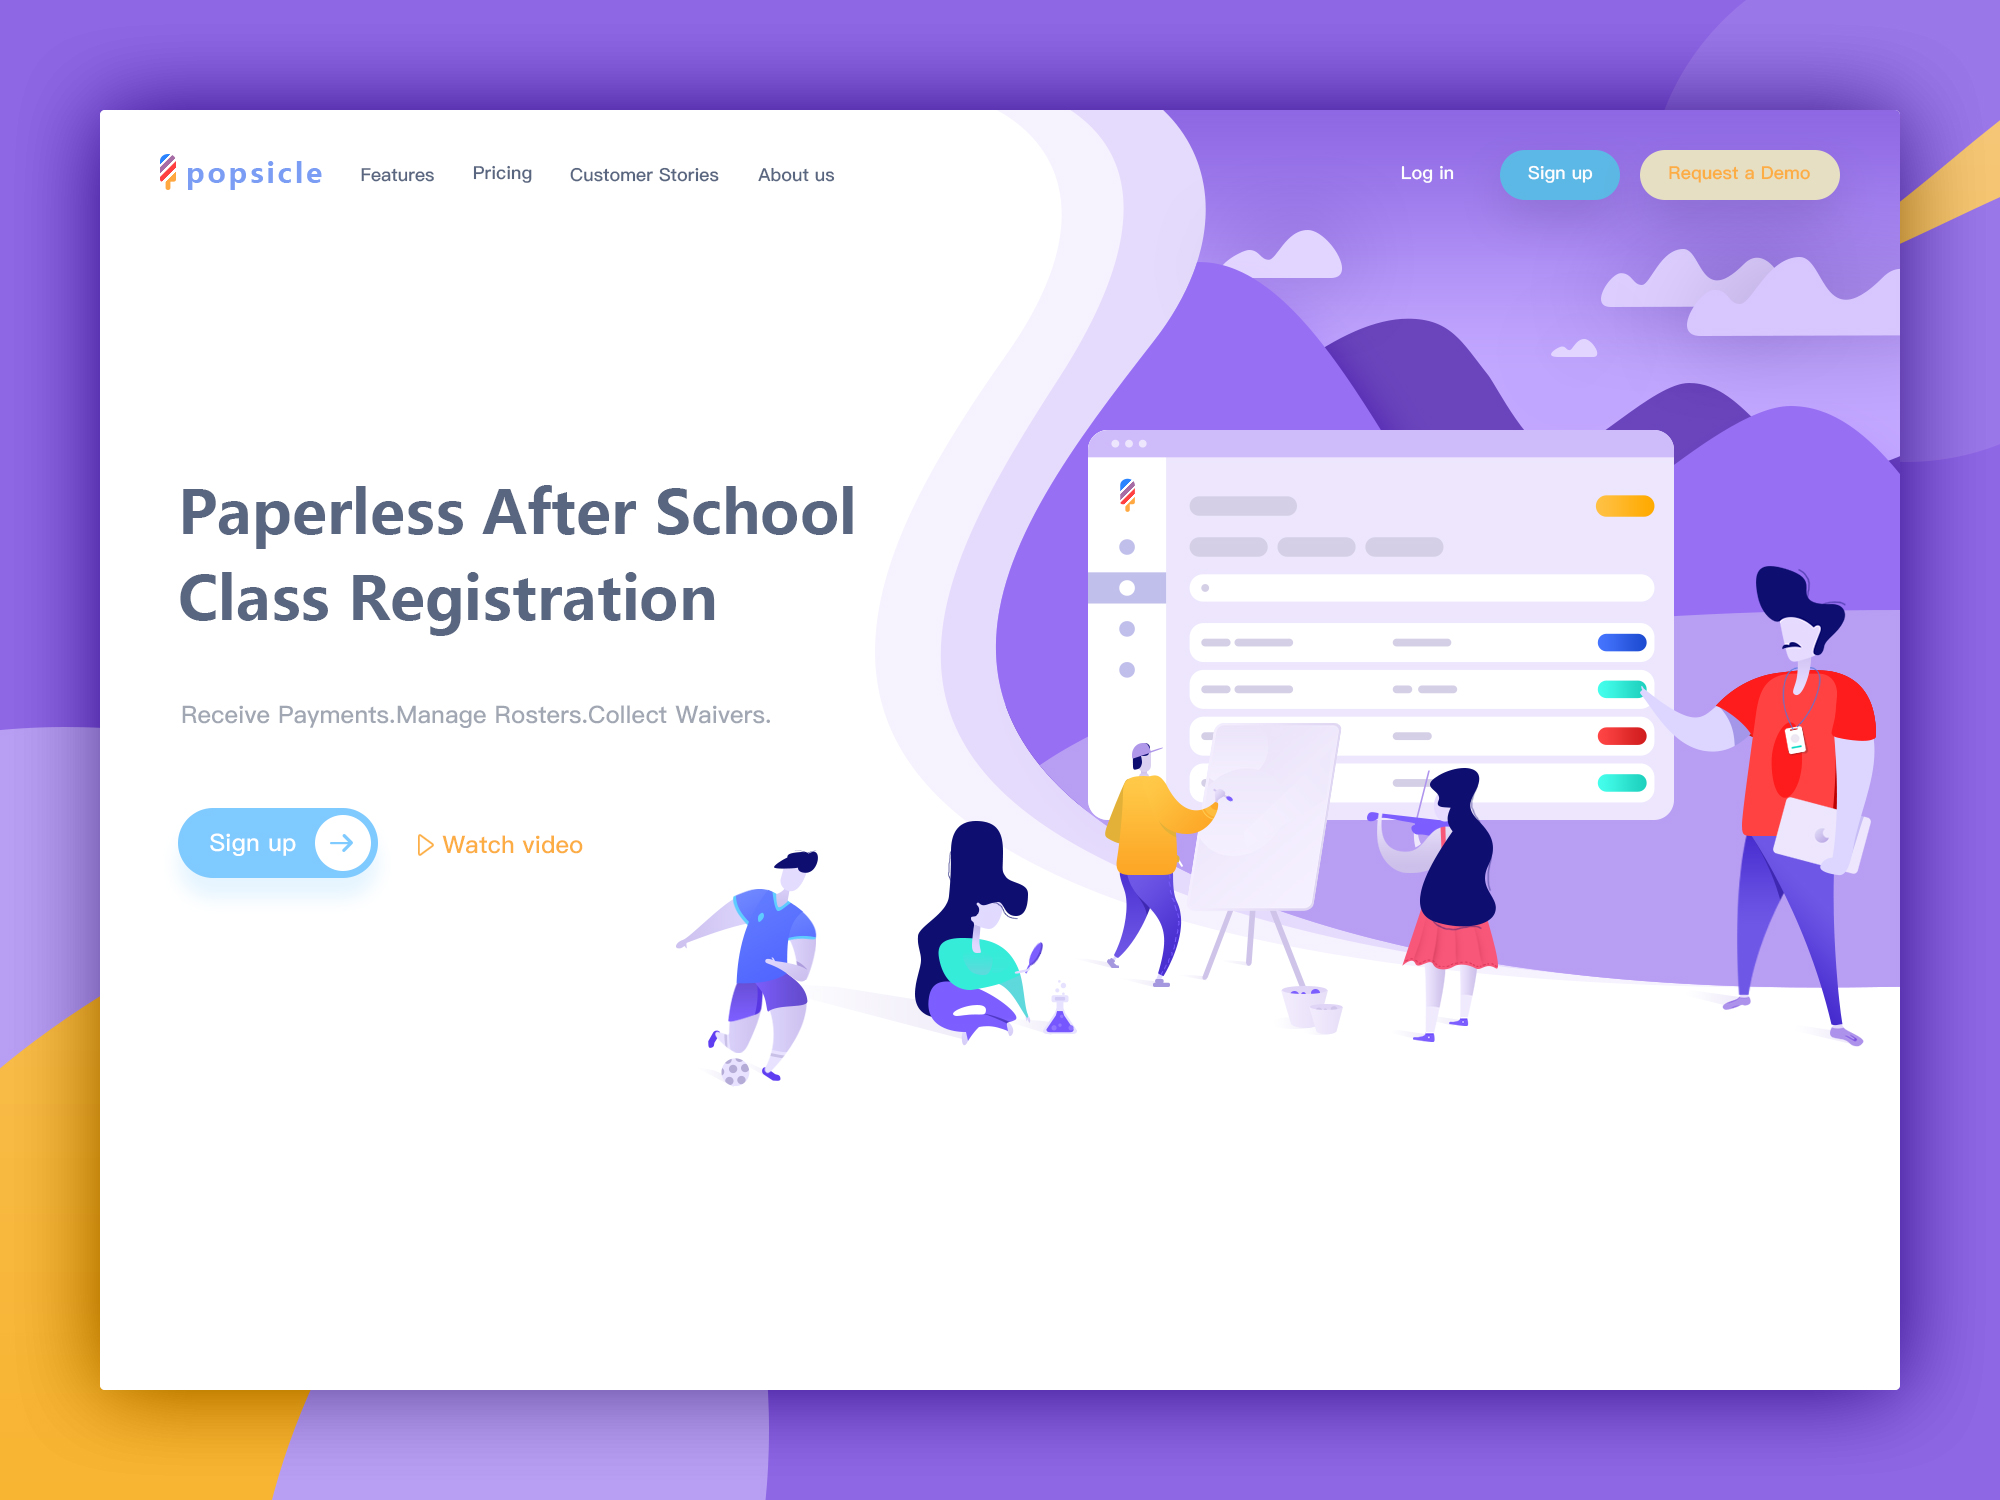 popsicle
Features
Pricing
Customer Stories
About us
Log in
Sign up
Request a Demo
Paperless After School
Class Registration
Receive Payments.Manage Rosters.Collect Waivers.
Sign up
Watch video